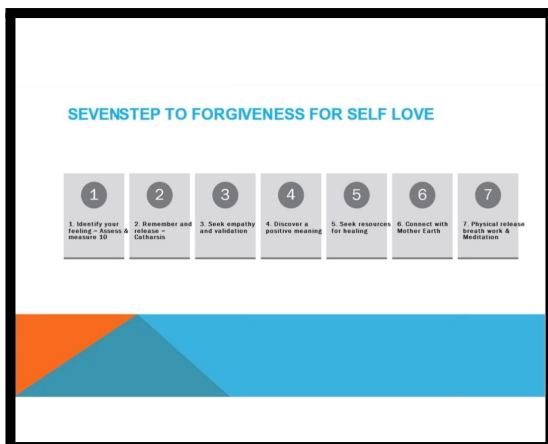 SEVENSTEP TO FORGIVENESS FOR SELF LOVE
1
2
3
4
5
6
7
1. Identify your
feeling – Assess &
measure 10
2. Remember and
release –
Catharsis
3. Seek empathy
and validation
4. Discover a
positive meaning
5. Seek resources
for healing
6. Connect with
Mother Earth
7. Physical release
breath work &
Meditation